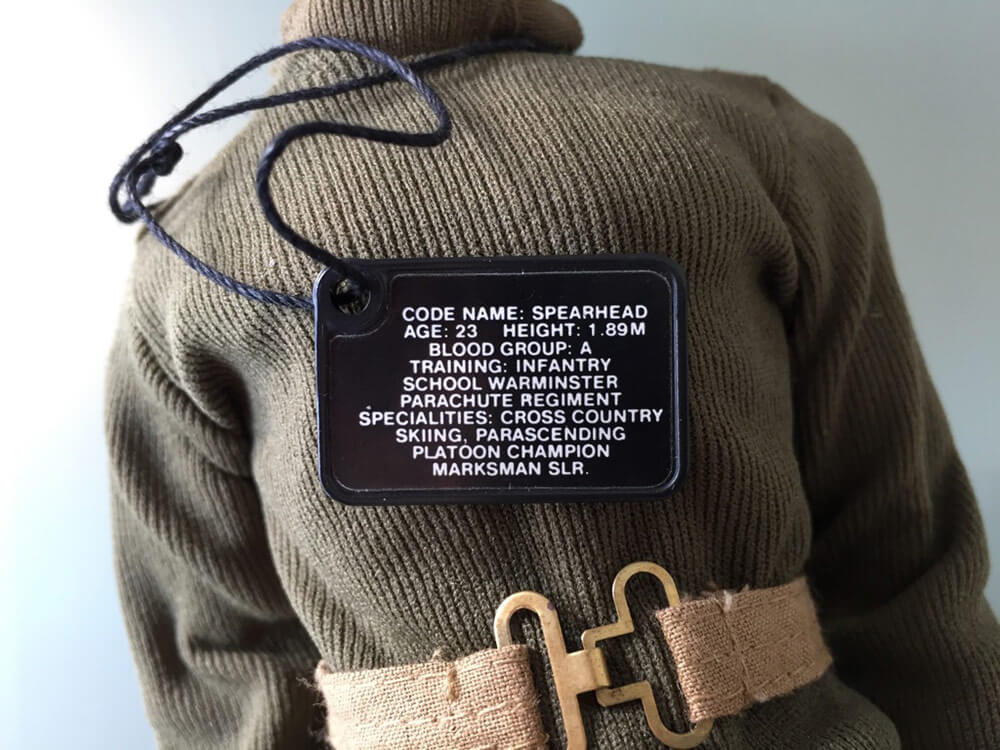 CODE NAME: SPEARHEAD
AGE: 23 HEIGHT: 1.89M
BLOOD GROUP: A
TRAINING: INFANTRY
SCHOOL WARMINSTER
PARACHUTE REGIMENT
SPECIALITIES: CROSS COUNTRY
SKIING, PARASCENDING
PLATOON CHAMPION
MARKSMAN SLR.